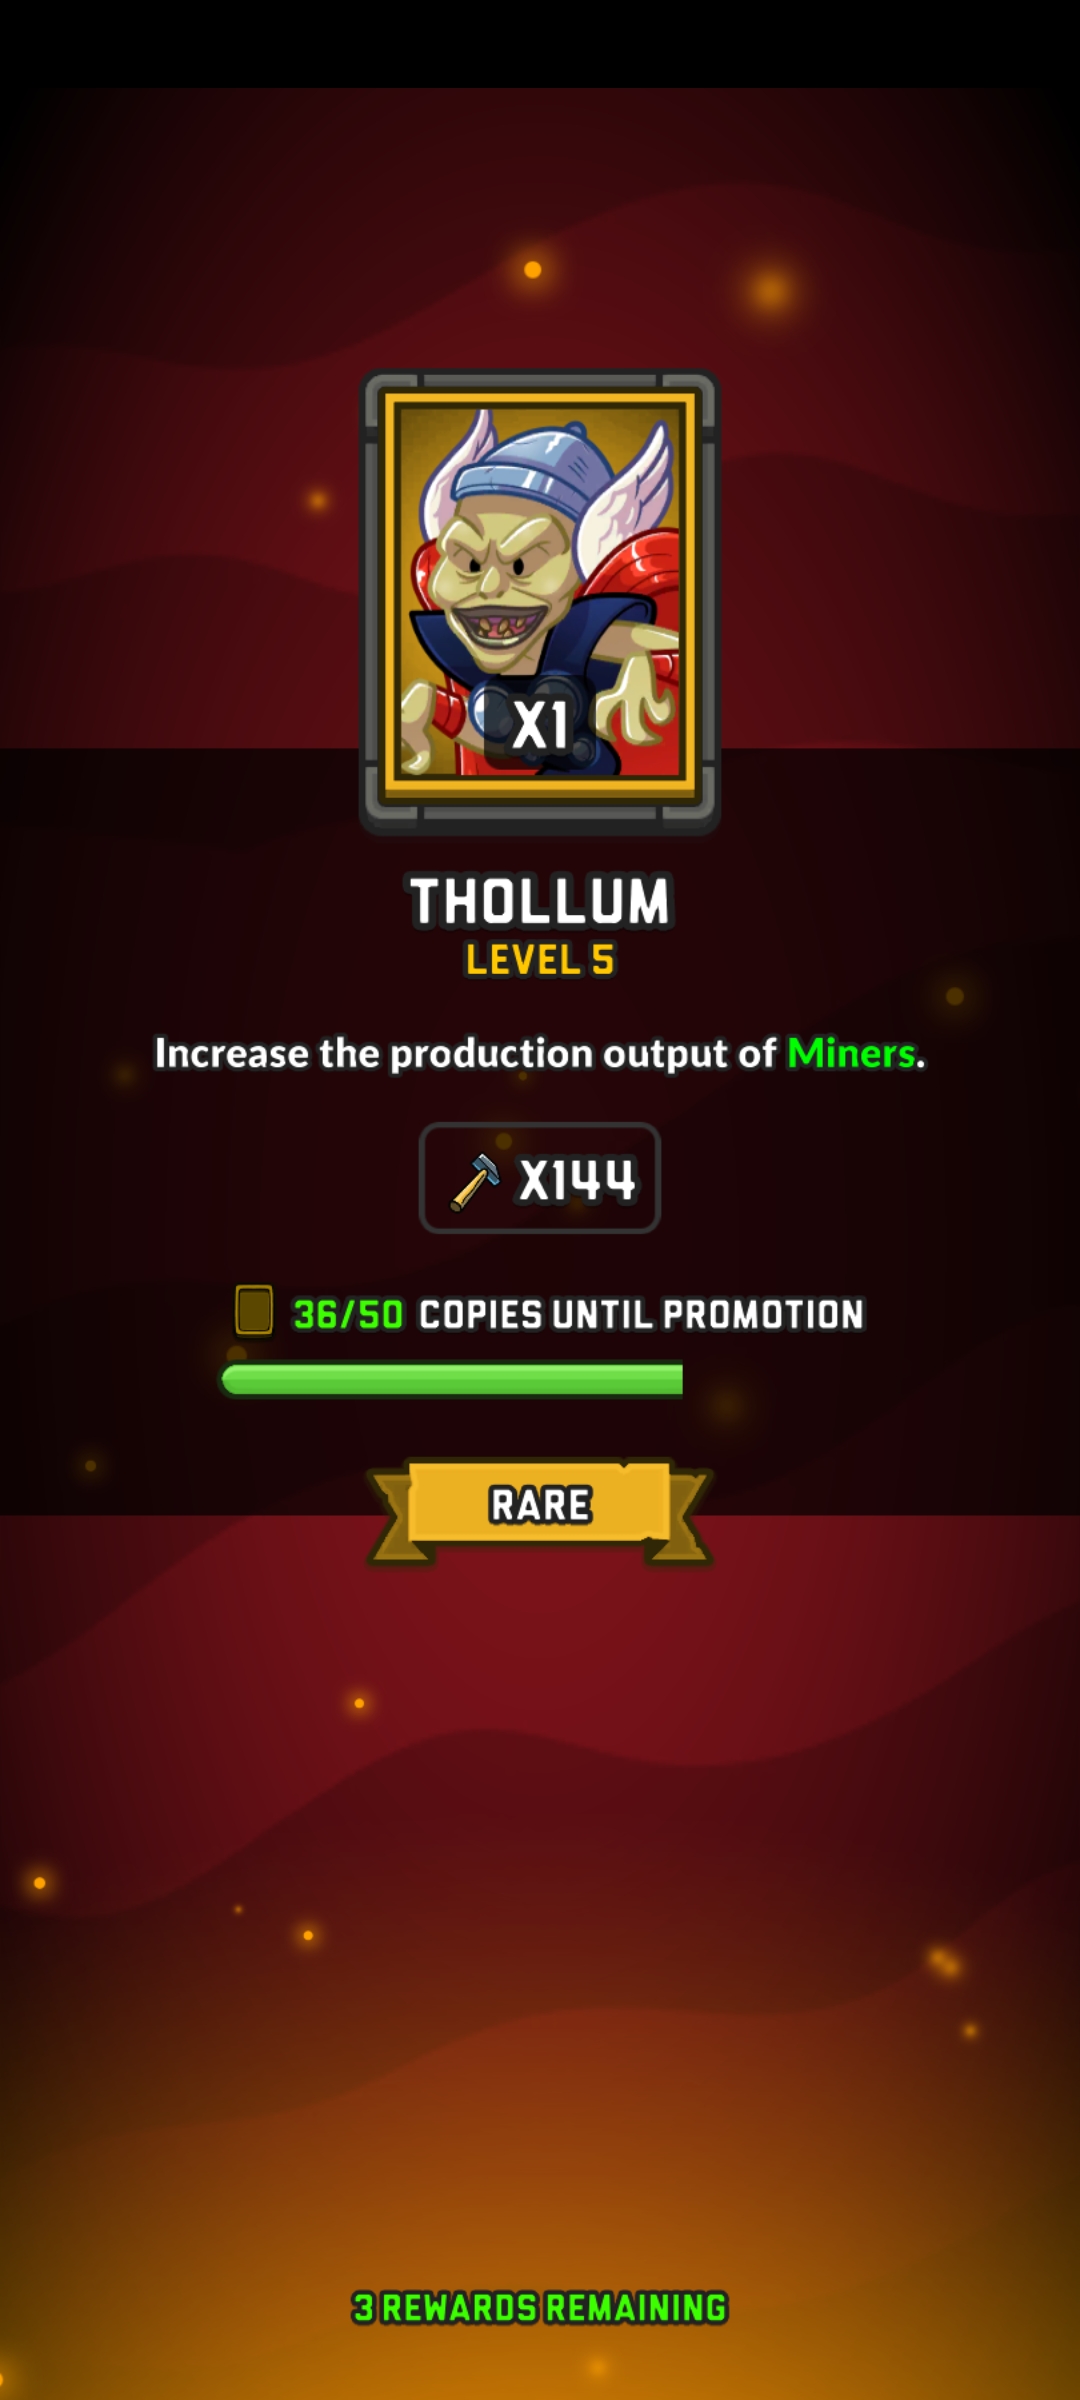 X1
THOLLUM
LEVEL 5
Increase the production output of Miners.
X144
36/50 COPIES UNTIL PROMOTION
RARE
3 REWARDS REMAINING